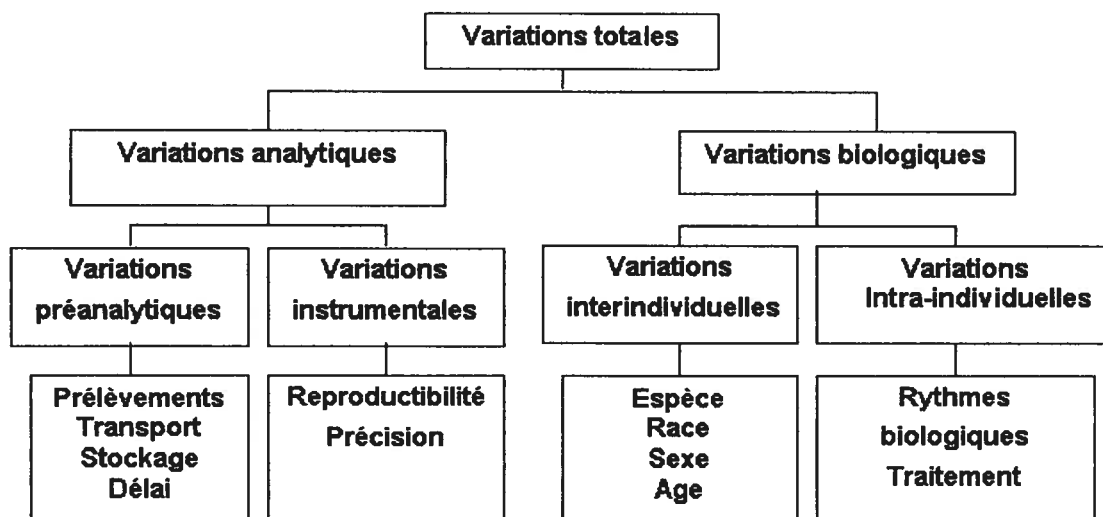 Variations totales
Variations analytiques
Variations biologiques
Variations
préanalytiques
Variations
instrumentales
Variations
interindividuelles
Variations
Intra-individuelles
Prélèvements
Transport
Stockage
Délai
Reproductibilité
Précision
Espèce
Race
Sexe
Age
Rythmes
biologiques
Traitement